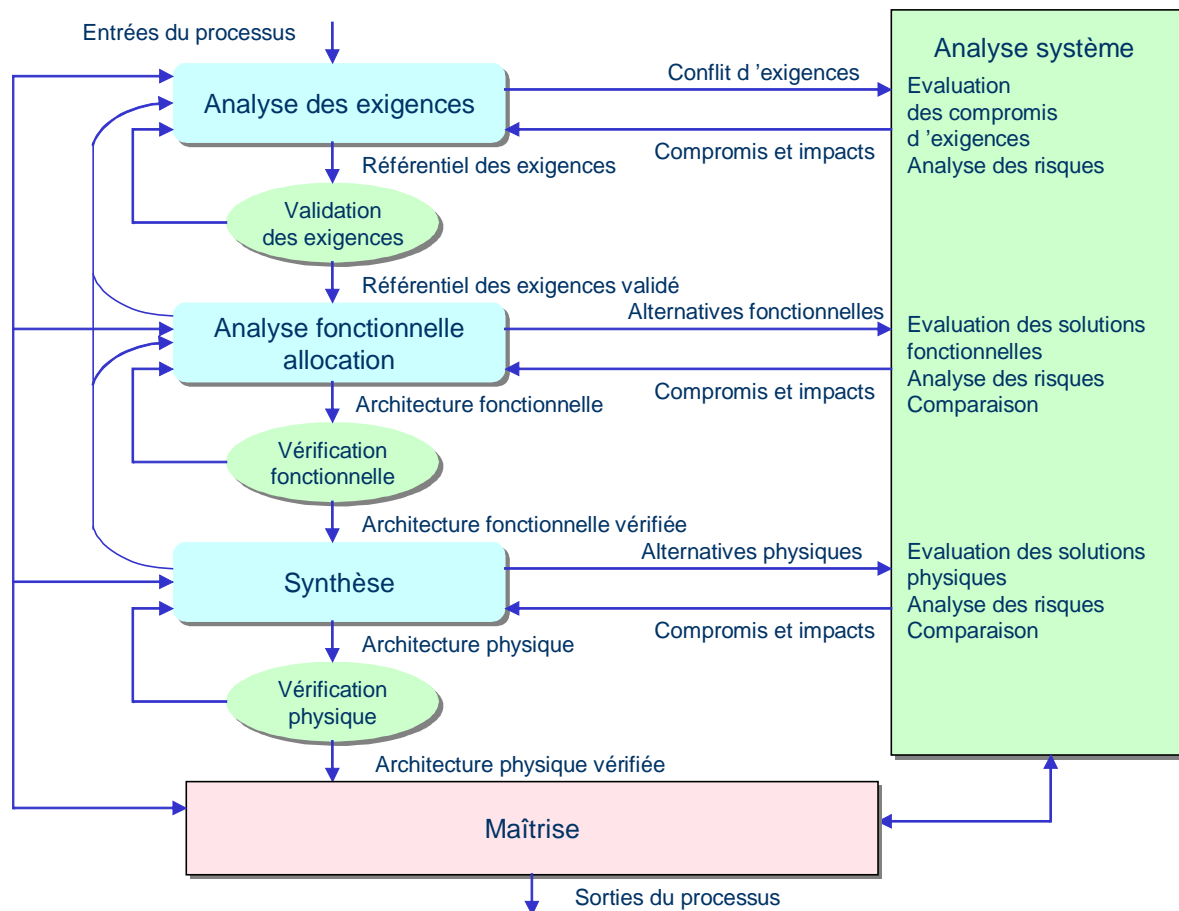 Entrées du processus
Analyse des exigences
Conflit d 'exigences
Compromis et impacts
Référentiel des exigences
Validation
des exigences
Référentiel des exigences validé
Analyse fonctionnelle
allocation
Alternatives fonctionnelles
Compromis et impacts
Architecture fonctionnelle
Vérification
fonctionnelle
Architecture fonctionnelle vérifiée
Synthèse
Alternatives physiques
Compromis et impacts
Architecture physique
Vérification
physique
Architecture physique vérifiée
Maîtrise
Sorties du processus
Analyse système
Evaluation
des compromis
d 'exigences
Analyse des risques
Evaluation des solutions
fonctionnelles
Analyse des risques
Comparaison
Evaluation des solutions
physiques
Analyse des risques
Comparaison